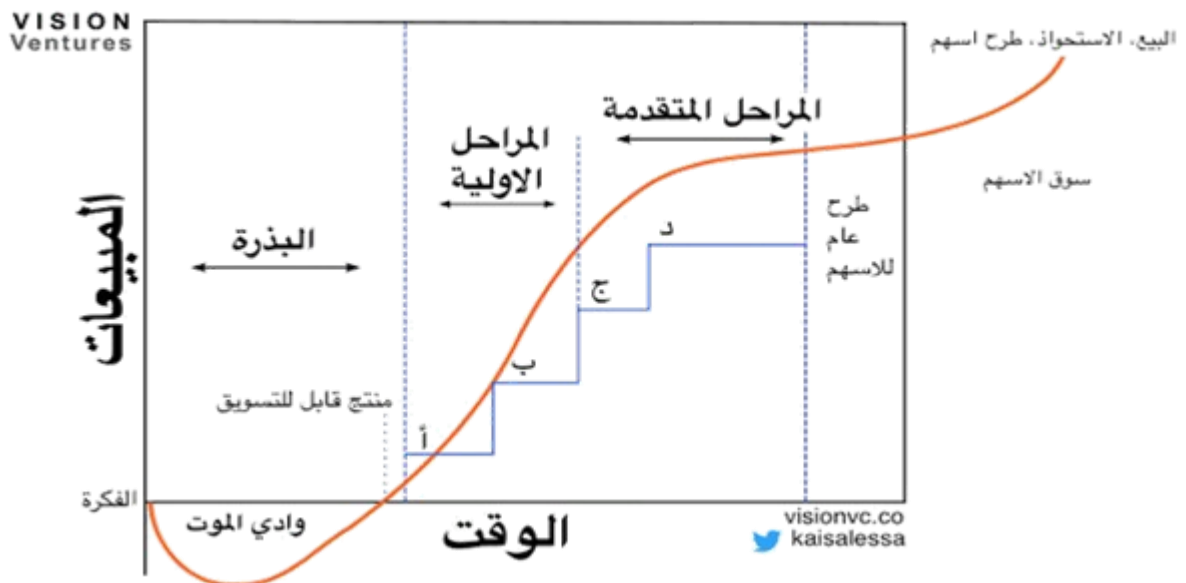 VISION
Ventures
البيع، الاستحواذ، طرح اسهم
المراحل المتقدمة
المراحل
الاولية
سوق الاسهم
طرح
عام
للاسهم
البذرة
المبيعات
د
ج
ب
أ
منتج قابل للتسويق
الفكرة
وادي الموت
الوقت
visionvc.co
kaisalessa